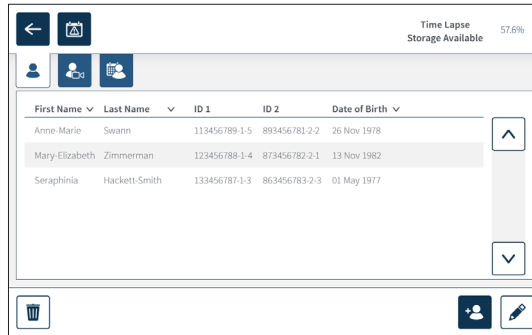 Time Lapse
Storage Available
57.6%
First Name Last Name ID 1 ID 2 Date of Birth
Anne-Marie Swann 113456789-1-5 893456781-2-2 26 Nov 1978
Mary-Elizabeth Zimmerman 123456788-1-4 873456782-2-1 13 Nov 1982
Seraphinia Hackett-Smith 133456787-1-3 863456783-2-3 01 May 1977